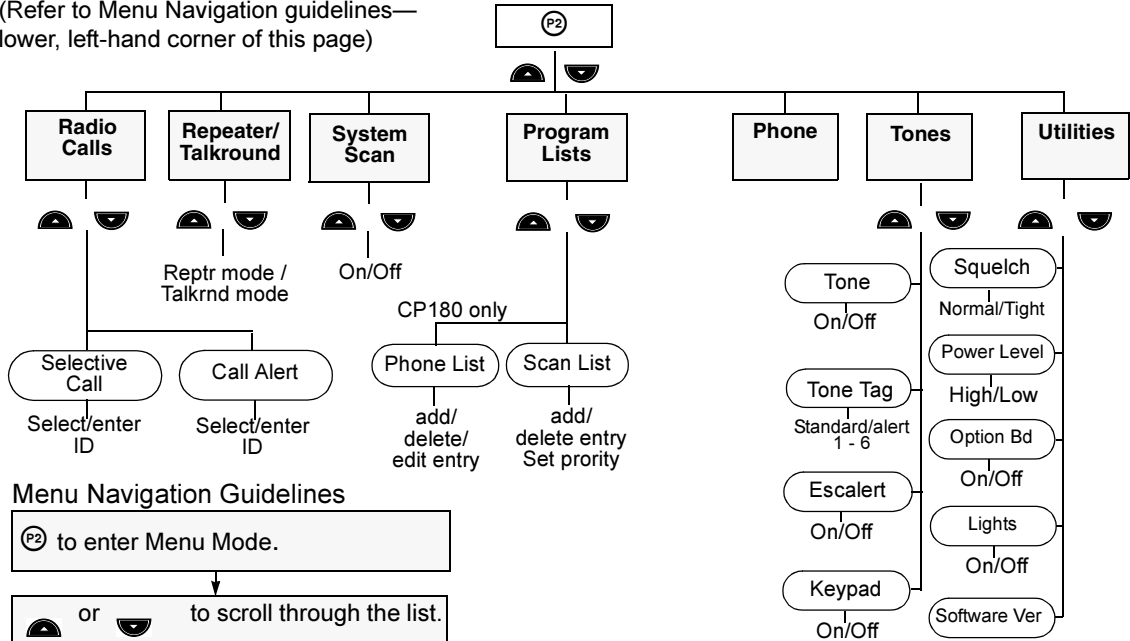 (Refer to Menu Navigation guidelines—
lower, left-hand corner of this page)
P2
Radio
Calls
Repeater/
Talkround
System
Scan
Program
Lists
Phone
Tones
Utilities
Reptr mode /
Talkrnd mode
On/Off
CP180 only
Selective
Call
Select/enter
ID
Call Alert
Select/enter
ID
Phone List
add/
delete/
edit entry
Scan List
add/
delete entry
Set prority
Tone
On/Off
Tone Tag
Standard/alert
1 - 6
Escalert
On/Off
Keypad
On/Off
Squelch
Normal/Tight
Power Level
High/Low
Option Bd
On/Off
Lights
On/Off
Software Ver
Menu Navigation Guidelines
P2 to enter Menu Mode.
or to scroll through the list.